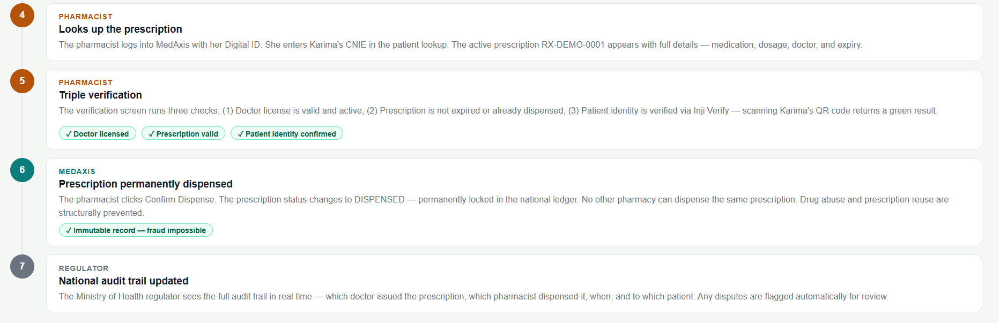 4
PHARMACIST
Looks up the prescription
The pharmacist logs into MedAxis with her Digital ID. She enters Karima's CNIE in the patient lookup. The active prescription RX-DEMO-0001 appears with full details — medication, dosage, doctor, and expiry.
5
PHARMACIST
Triple verification
The verification screen runs three checks: (1) Doctor license is valid and active, (2) Prescription is not expired or already dispensed, (3) Patient identity is verified via Inji Verify — scanning Karima's QR code returns a green result.
✓ Doctor licensed ✓ Prescription valid ✓ Patient identity confirmed
6
MEDAXIS
Prescription permanently dispensed
The pharmacist clicks Confirm Dispense. The prescription status changes to DISPENSED — permanently locked in the national ledger. No other pharmacy can dispense the same prescription. Drug abuse and prescription reuse are
structurally prevented.
✓ Immutable record — fraud impossible
7
REGULATOR
National audit trail updated
The Ministry of Health regulator sees the full audit trail in real time — which doctor issued the prescription, which pharmacist dispensed it, when, and to which patient. Any disputes are flagged automatically for review.